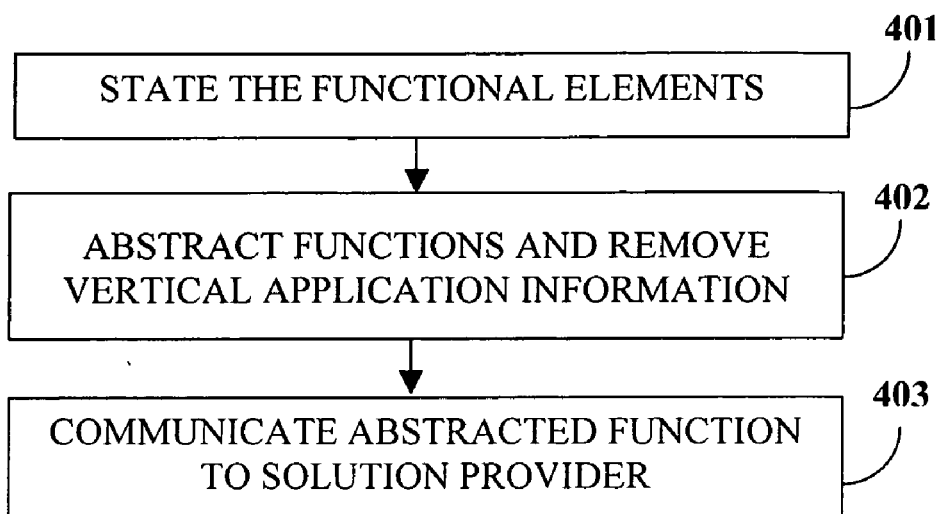 401
STATE THE FUNCTIONAL ELEMENTS
402
ABSTRACT FUNCTIONS AND REMOVE
VERTICAL APPLICATION INFORMATION
403
COMMUNICATE ABSTRACTED FUNCTION
TO SOLUTION PROVIDER